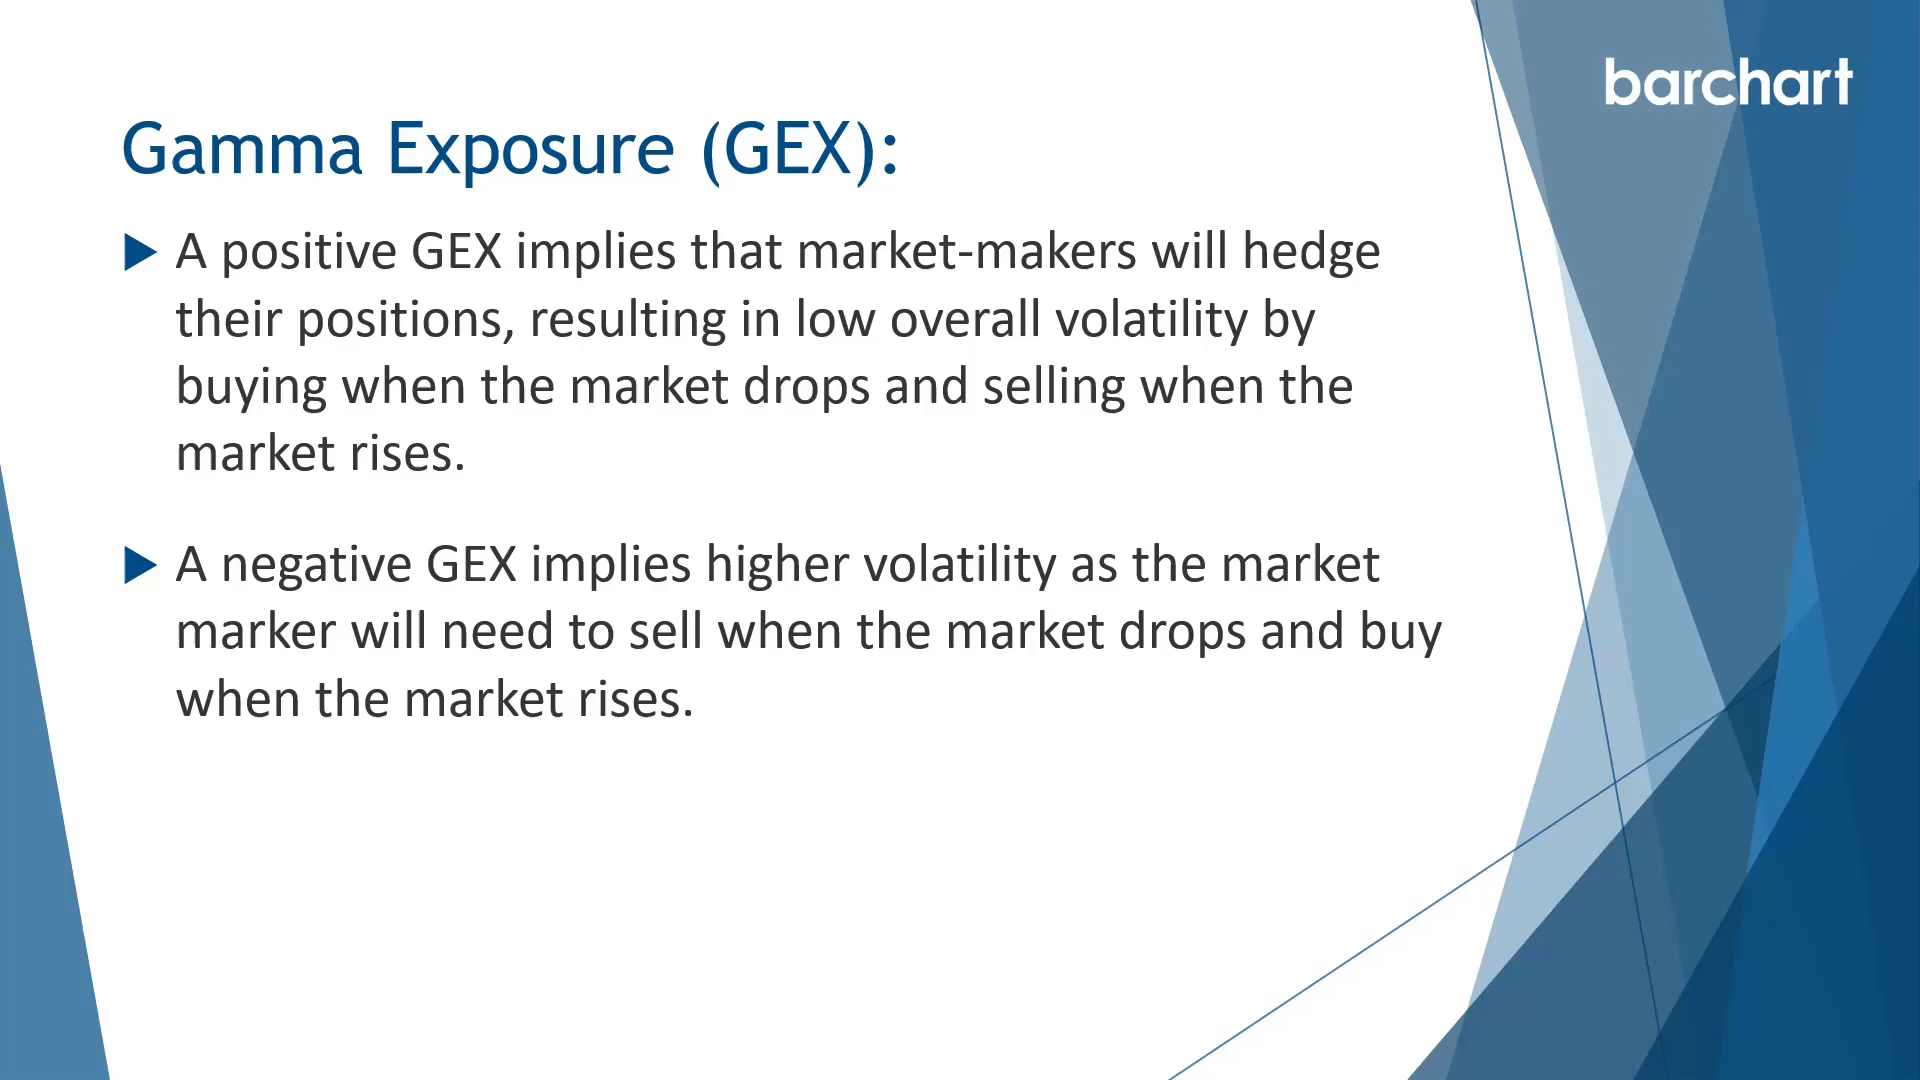 barchart
Gamma Exposure (GEX):
A positive GEX implies that market-makers will hedge
their positions, resulting in low overall volatility by
buying when the market drops and selling when the
market rises.
A negative GEX implies higher volatility as the market
marker will need to sell when the market drops and buy
when the market rises.